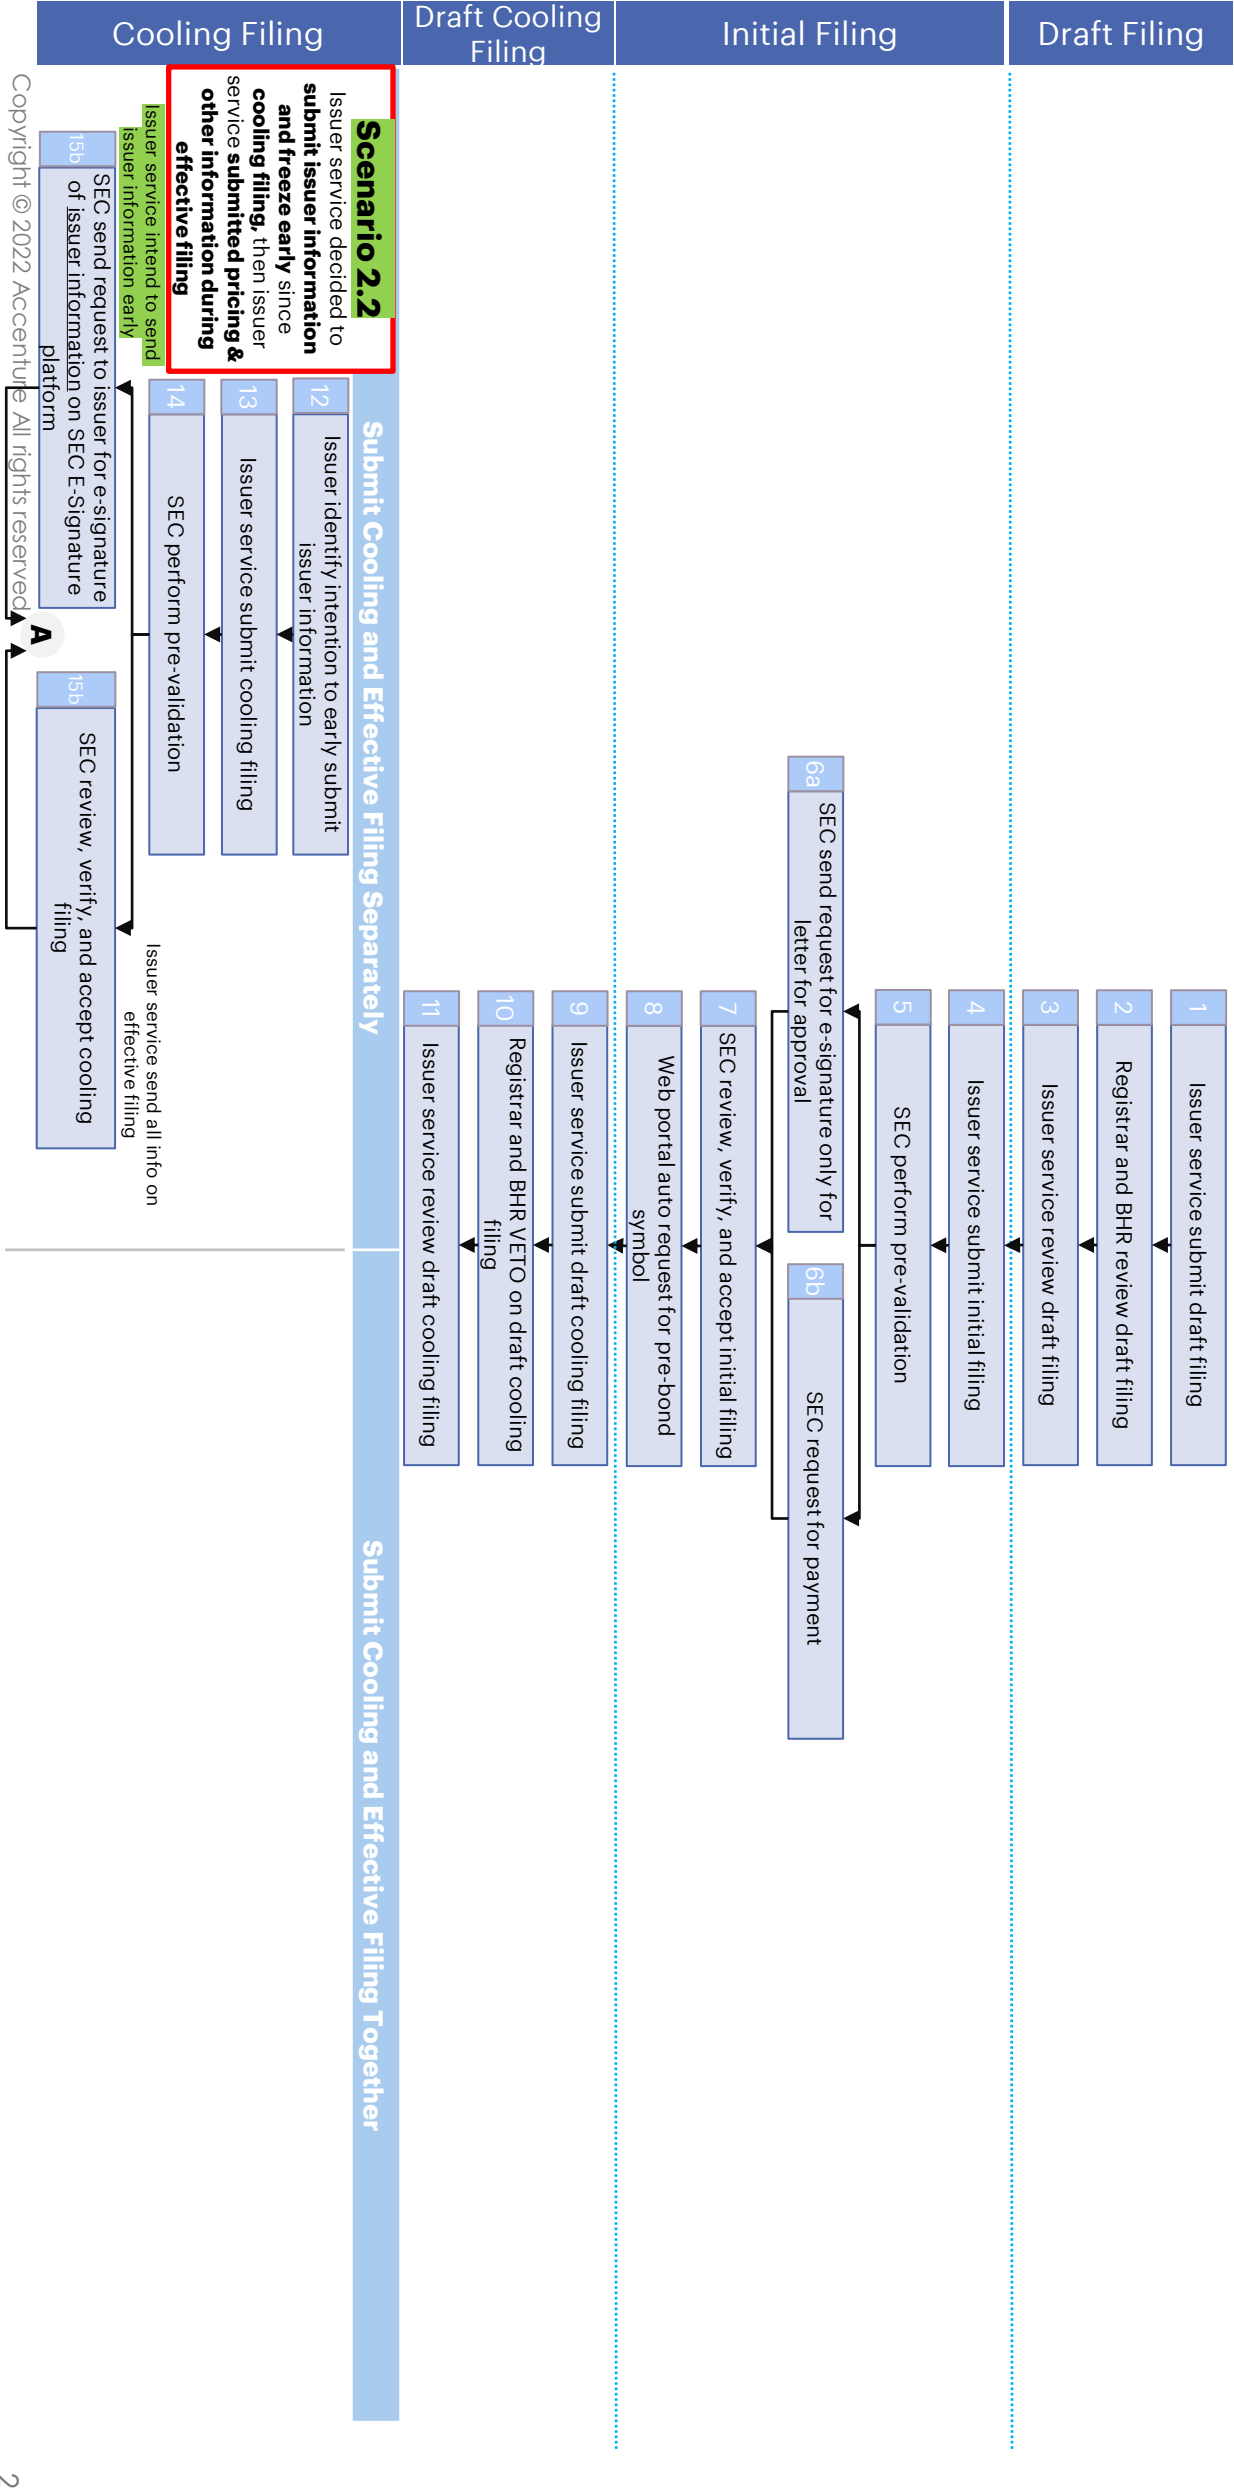 Draft Filing
1
Issuer service submit draft filing
2
Registrar and BHR review draft filing
3
Issuer service review draft filing
Initial Filing
4
Issuer service submit initial filing
5
SEC perform pre-validation
6a
SEC send request for e-signature only for
letter for approval
6b
SEC request for payment
7
SEC review, verify, and accept initial filing
8
Web portal auto request for pre-bond
symbol
Draft Cooling
Filing
9
Issuer service submit draft cooling filing
10
Registrar and BHR VETO on draft cooling
filing
11
Issuer service review draft cooling filing
Cooling Filing
Submit Cooling and Effective Filing Separately
Submit Cooling and Effective Filing Together
Scenario 2.2
Issuer service decided to
submit issuer information
and freeze early since
cooling filing, then issuer
service submitted pricing &
other information during
effective filing
12
Issuer identify intention to early submit
issuer information
13
Issuer service submit cooling filing
14
SEC perform pre-validation
Issuer service intend to send
issuer information early
Issuer service send all info on
effective filing
15b
SEC send request to issuer for e-signature
of issuer information on SEC E-Signature
platform
15b
SEC review, verify, and accept cooling
filing
A
Copyright © 2022 Accenture. All rights reserved.
2